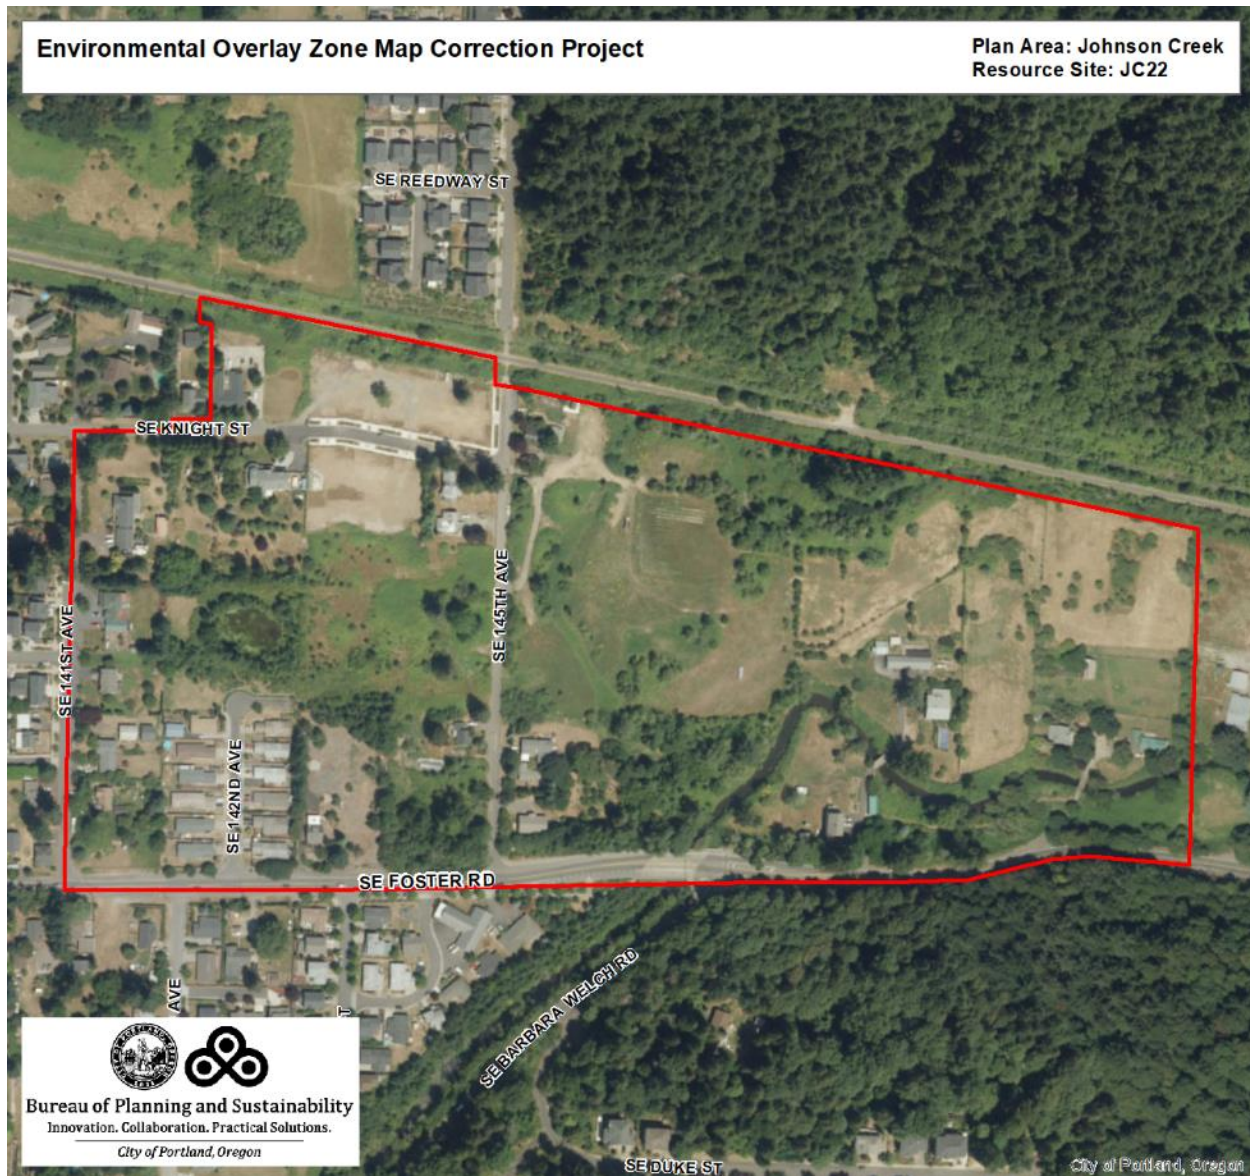 Environmental Overlay Zone Map Correction Project
Plan Area: Johnson Creek
Resource Site: JC22
SE REEDWAY ST
SE KNIGHT ST
SE 145TH AVE
SE 141ST AVE
SE 142ND AVE
SE FOSTER RD
SE BARBARA WELCH RD
AVE
T
SE DUKE ST
Bureau of Planning and Sustainability
Innovation. Collaboration. Practical Solutions.
City of Portland, Oregon
City of Portland, Oregon